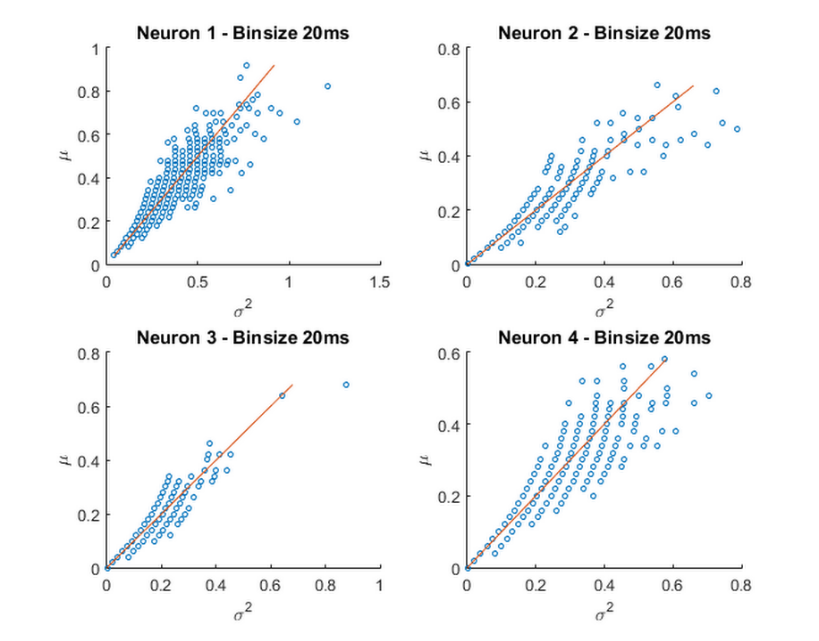 Neuron 1 - Binsize 20ms
1
0.8
0.6
0.4
0.2
0
μ
0 0.5 1 1.5
σ²
Neuron 2 - Binsize 20ms
0.8
0.6
0.4
0.2
0
μ
0 0.2 0.4 0.6 0.8
σ²
Neuron 3 - Binsize 20ms
0.8
0.6
0.4
0.2
0
μ
0 0.2 0.4 0.6 0.8 1
σ²
Neuron 4 - Binsize 20ms
0.6
0.4
0.2
0
μ
0 0.2 0.4 0.6 0.8
σ²